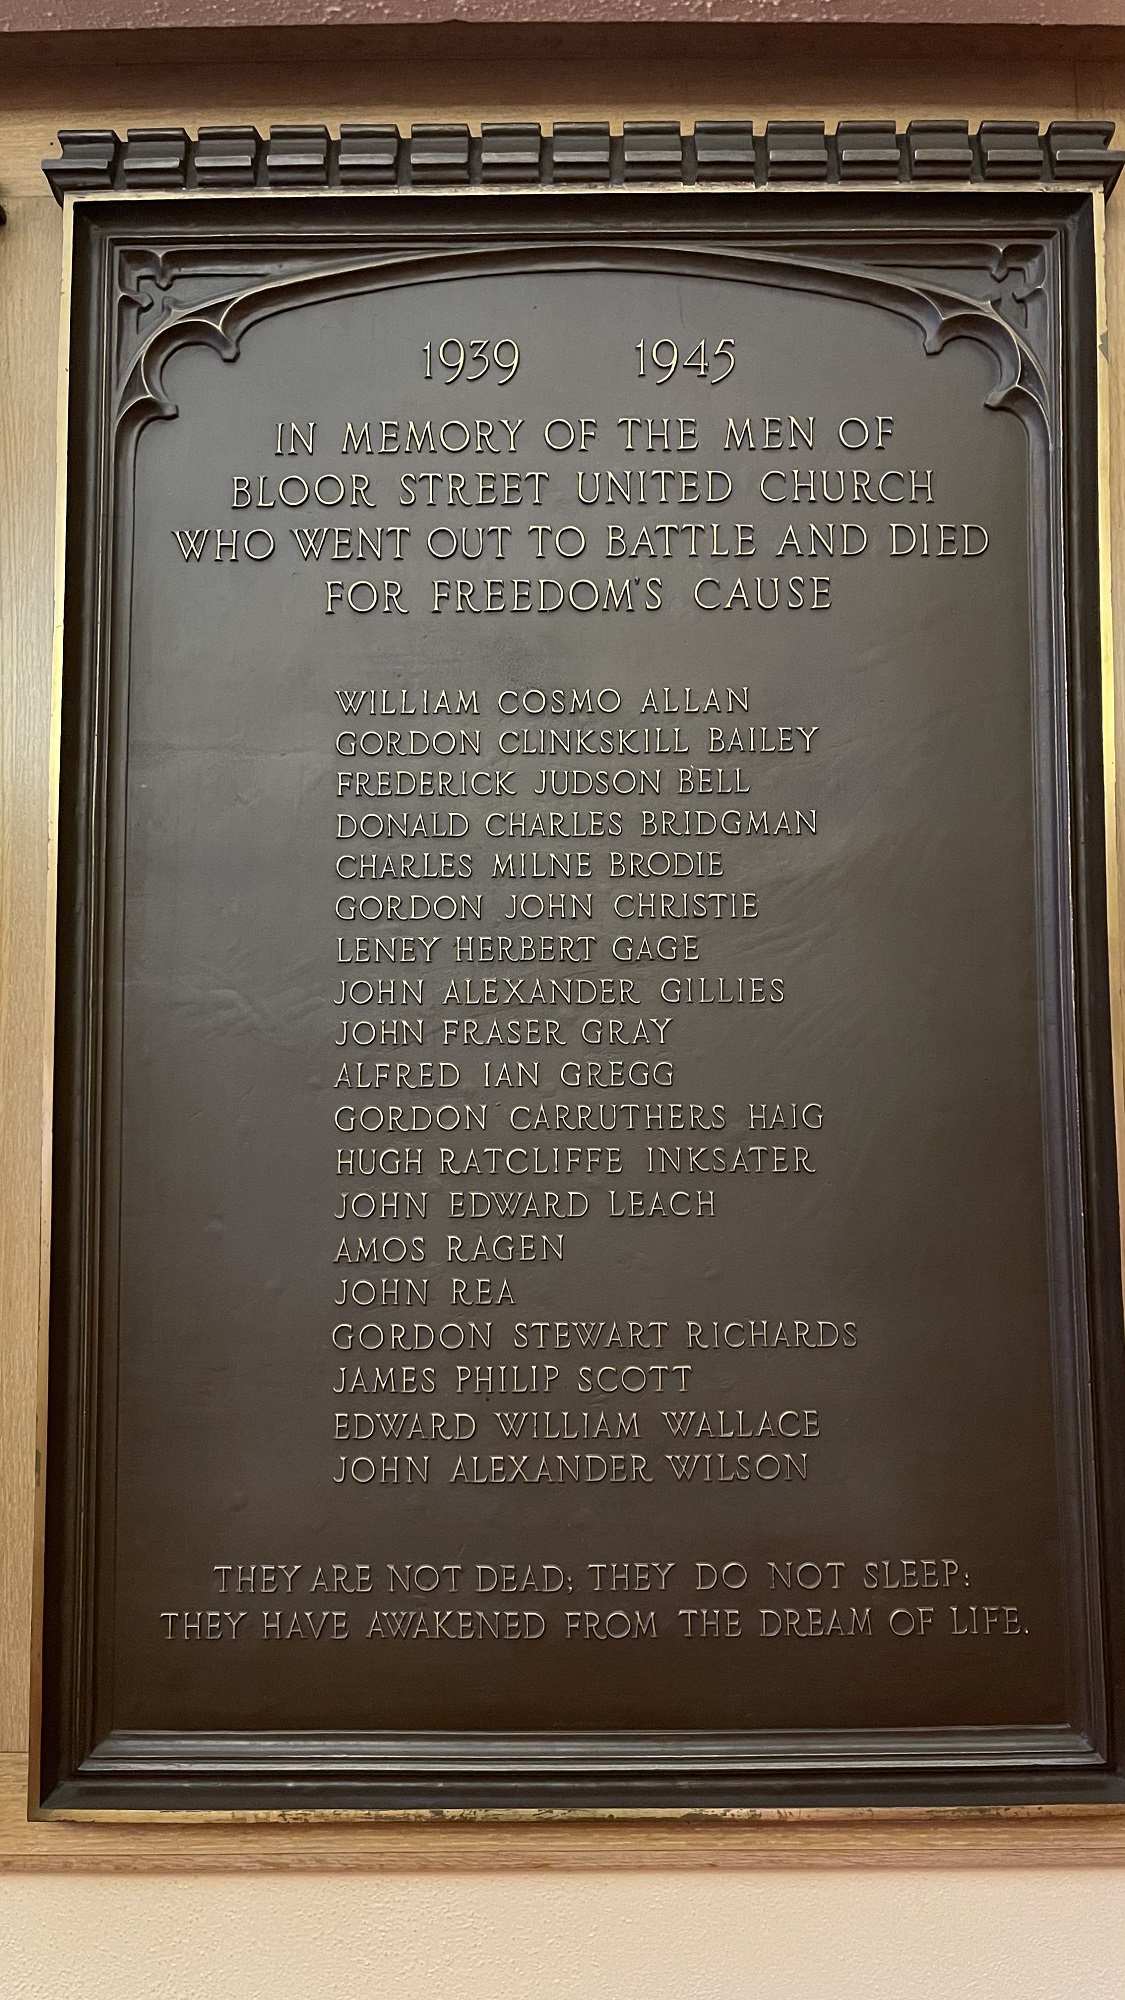 1939 1945
IN MEMORY OF THE MEN OF
BLOOR STREET UNITED CHURCH
WHO WENT OUT TO BATTLE AND DIED
FOR FREEDOM'S CAUSE
WILLIAM COSMO ALLAN
GORDON CLINKSKILL BAILEY
FREDERICK JUDSON BELL
DONALD CHARLES BRIDGMAN
CHARLES MILNE BRODIE
GORDON JOHN CHRISTIE
LENEY HERBERT GAGE
JOHN ALEXANDER GILLIES
JOHN FRASER GRAY
ALFRED IAN GREGG
GORDON CARRUTHERS HAIG
HUGH RATCLIFFE INKSATER
JOHN EDWARD LEACH
AMOS RAGEN
JOHN REA
GORDON STEWART RICHARDS
JAMES PHILIP SCOTT
EDWARD WILLIAM WALLACE
JOHN ALEXANDER WILSON
THEY ARE NOT DEAD; THEY DO NOT SLEEP:
THEY HAVE AWAKENED FROM THE DREAM OF LIFE.